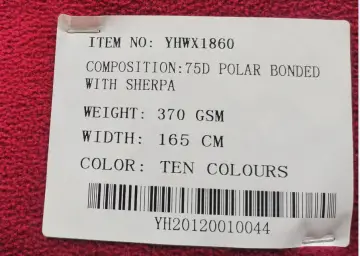 ITEM NO: YHWX1860
COMPOSITION:75D POLAR BONDED
WITH SHERPA
WEIGHT: 370 GSM
WIDTH: 165 CM
COLOR: TEN COLOURS
YH20120010044